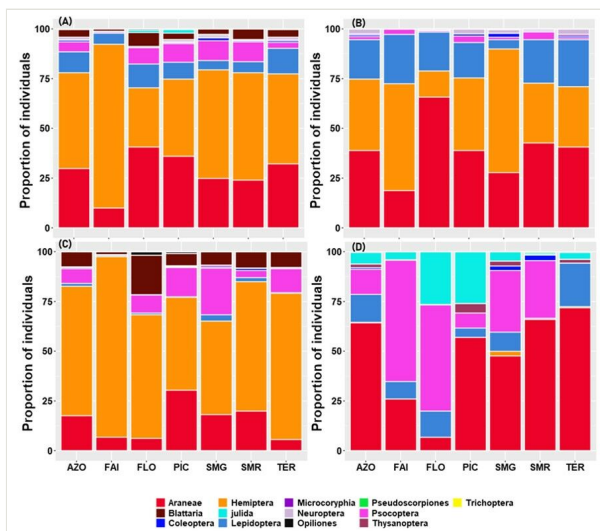 (A)
(B)
Proportion of individuals
100
75
50
25
0
Proportion of individuals
100
75
50
25
0
(C)
(D)
Proportion of individuals
100
75
50
25
0
Proportion of individuals
100
75
50
25
0
AZO FAI FLO PIC SMG SMR TER
AZO FAI FLO PIC SMG SMR TER
Araneae Hemiptera Microcoryphia Pseudoscorpiones Trichoptera
Blattaria julida Neuroptera Psocoptera
Coleoptera Lepidoptera Opiliones Thysanoptera